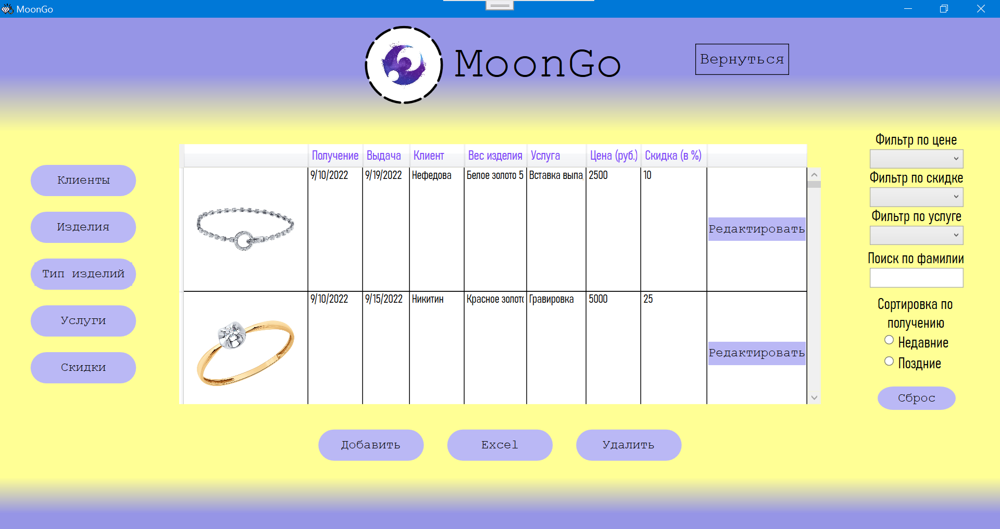 MoonGo
MoonGo
Вернуться
Клиенты
Изделия
Тип изделий
Услуги
Скидки
Получение Выдача Клиент Вес изделия Услуга Цена (руб.) Скидка (в %)
9/10/2022 9/19/2022 Нефедова Белое золото 5 Вставка выпа 2500 10
Редактировать
9/10/2022 9/15/2022 Никитин Красное золото Гравировка 5000 25
Редактировать
Фильтр по цене
Фильтр по скидке
Фильтр по услуге
Поиск по фамилии
Сортировка по
получению
Недавние
Поздние
Сброс
Добавить
Excel
Удалить